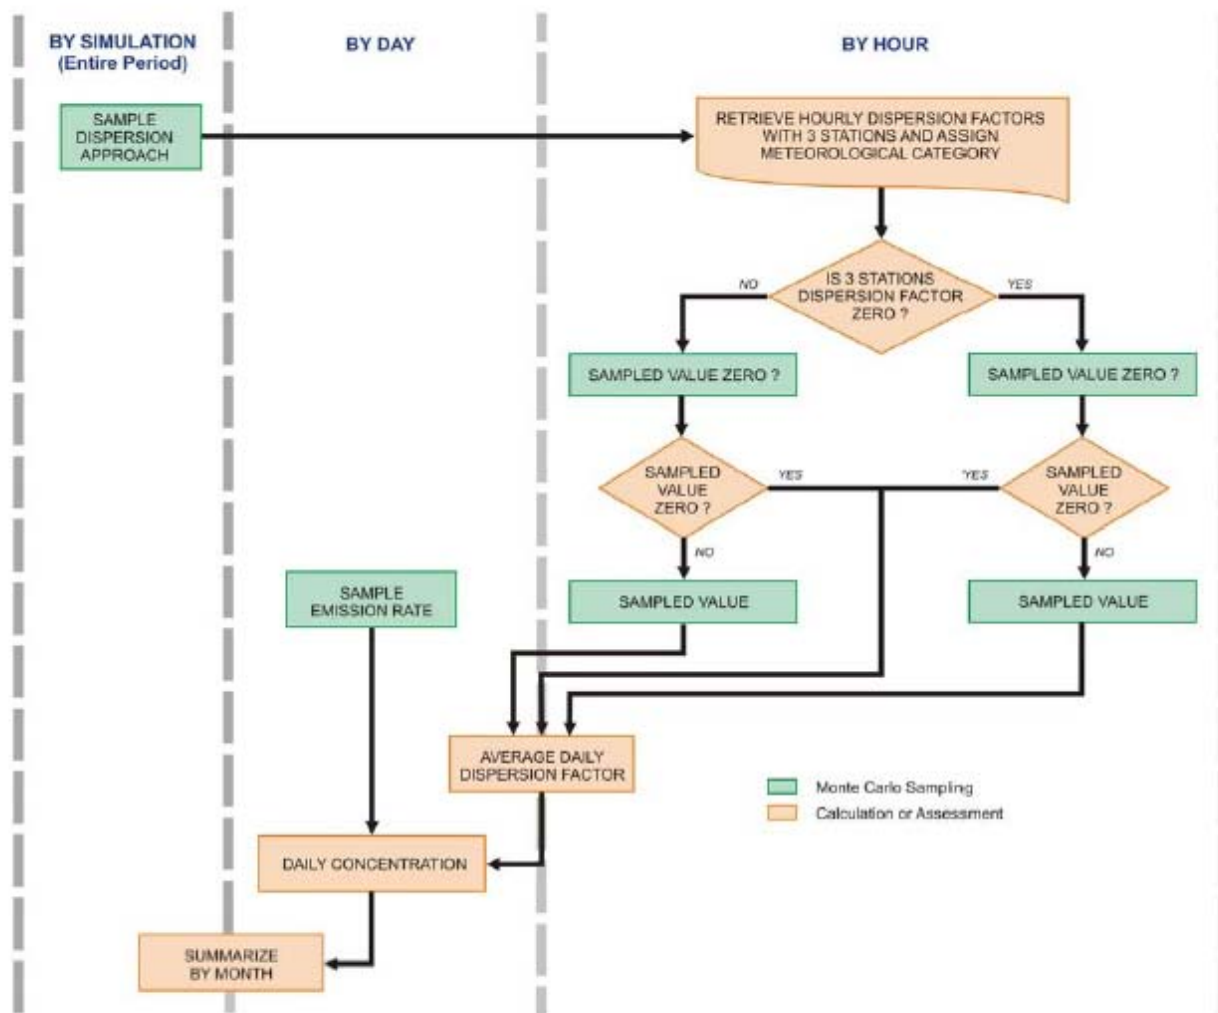 BY SIMULATION
(Entire Period)
BY DAY
BY HOUR
SAMPLE
DISPERSION
APPROACH
RETRIEVE HOURLY DISPERSION FACTORS
WITH 3 STATIONS AND ASSIGN
METEOROLOGICAL CATEGORY
IS 3 STATIONS
DISPERSION FACTOR
ZERO ?
NO
YES
SAMPLED VALUE ZERO ?
SAMPLED VALUE ZERO ?
SAMPLED
VALUE
ZERO ?
YES
YES
SAMPLED
VALUE
ZERO ?
NO
NO
SAMPLE
EMISSION RATE
SAMPLED VALUE
SAMPLED VALUE
AVERAGE DAILY
DISPERSION FACTOR
Monte Carlo Sampling
Calculation or Assessment
DAILY CONCENTRATION
SUMMARIZE
BY MONTH